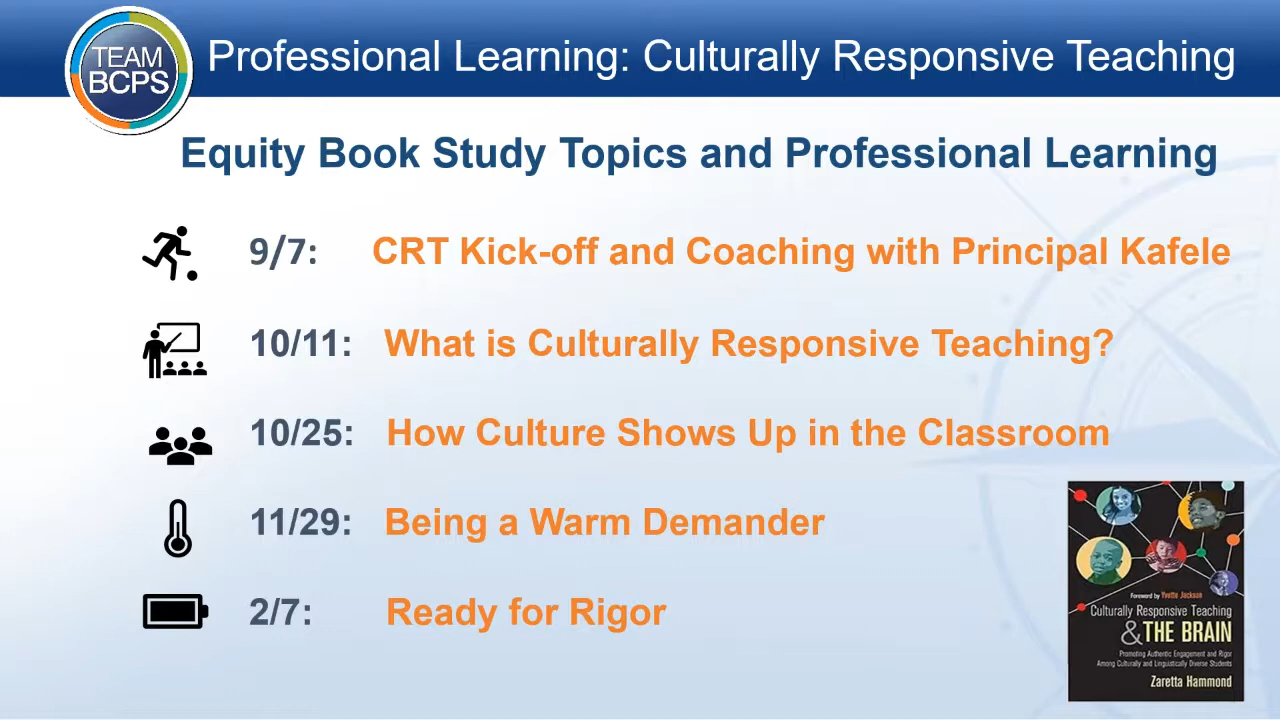 TEAM
BCPS
Professional Learning: Culturally Responsive Teaching
Equity Book Study Topics and Professional Learning
9/7: CRT Kick-off and Coaching with Principal Kafele
10/11: What is Culturally Responsive Teaching?
10/25: How Culture Shows Up in the Classroom
11/29: Being a Warm Demander
2/7: Ready for Rigor
Foreword by Yvette Jackson
Culturally Responsive Teaching
& THE BRAIN
Promoting Authentic Engagement and Rigor
Among Culturally and Linguistically Diverse Students
Zaretta Hammond